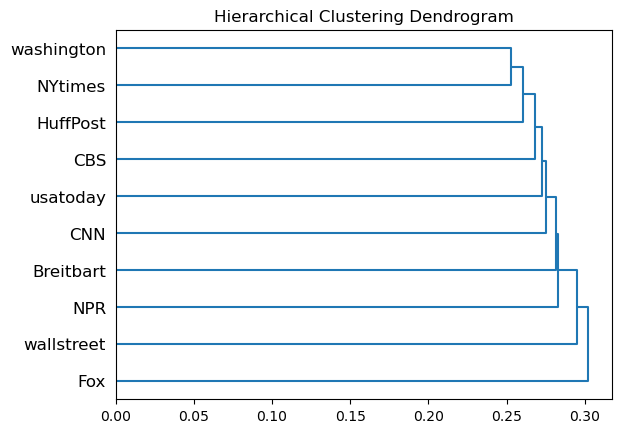 Hierarchical Clustering Dendrogram
washington
NYtimes
HuffPost
CBS
usatoday
CNN
Breitbart
NPR
wallstreet
Fox
0.00 0.05 0.10 0.15 0.20 0.25 0.30